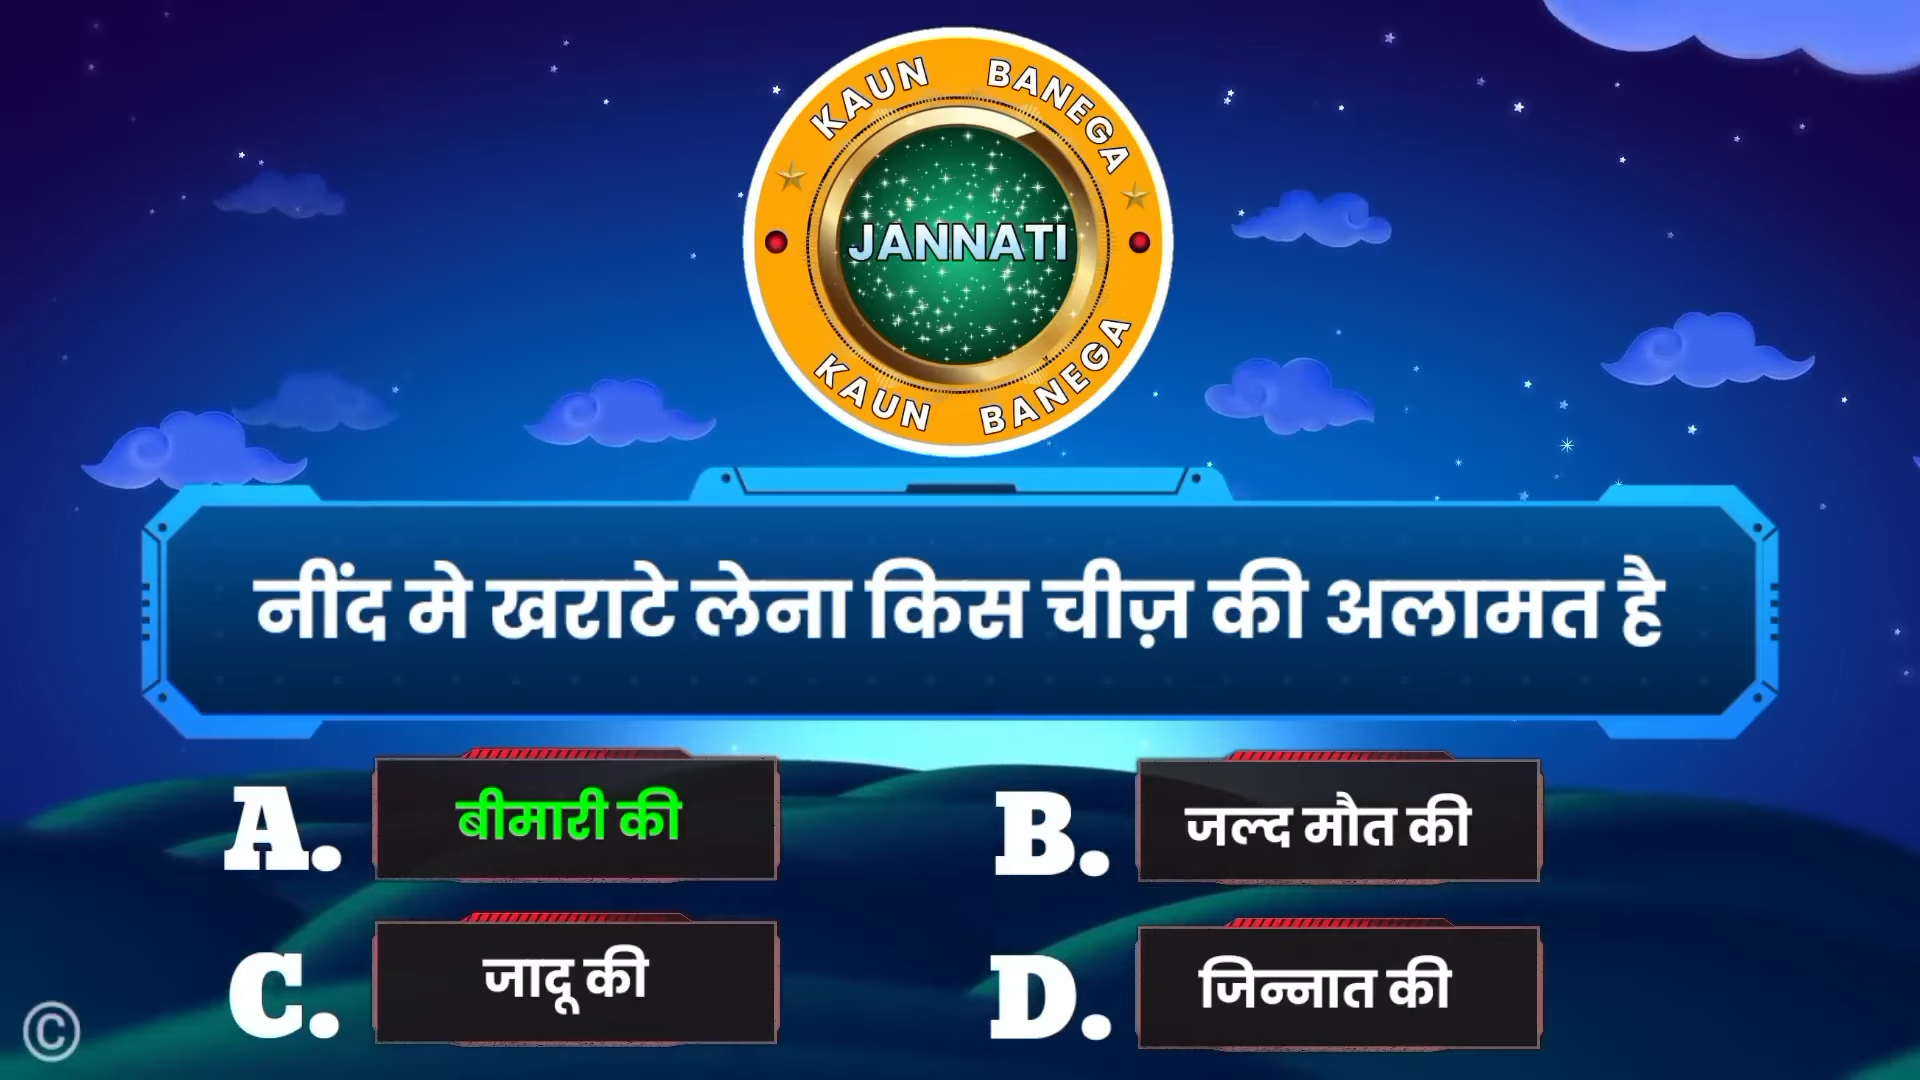 KAUN BANEGA
JANNATI
KAUN BANEGA
नींद मे खराटे लेना किस चीज़ की अलामत है
A. बीमारी की
B. जल्द मौत की
C. जादू की
D. जिन्नात की
©